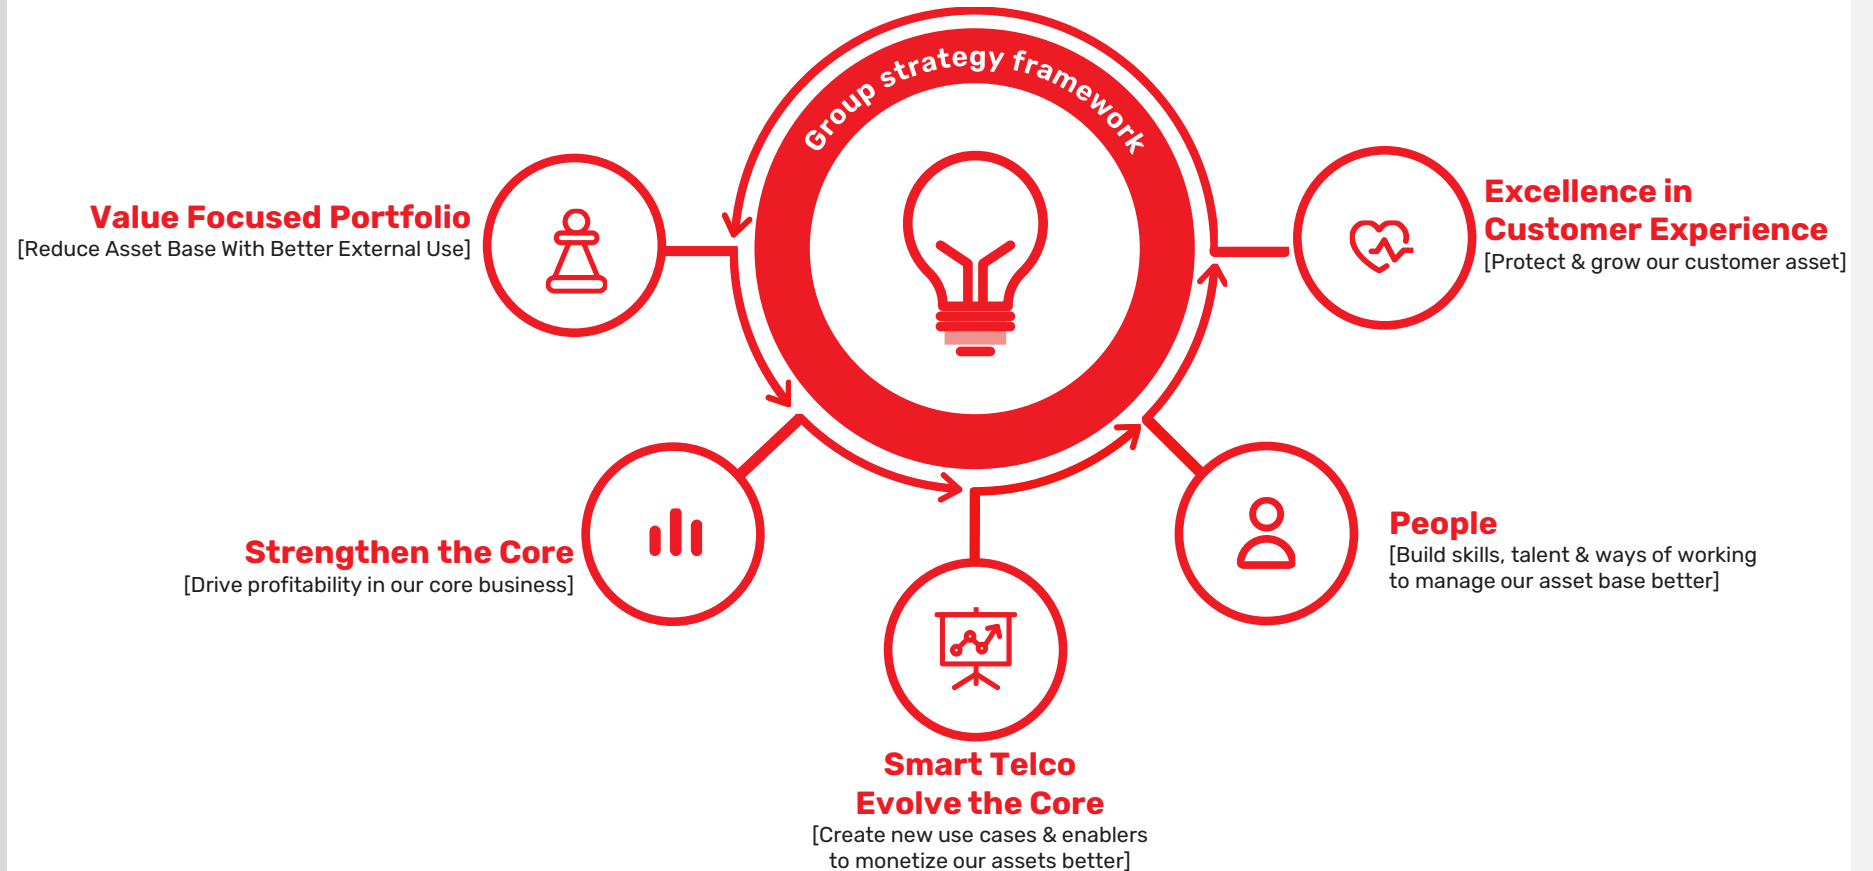 Group strategy framework
Value Focused Portfolio
[Reduce Asset Base With Better External Use]
Excellence in
Customer Experience
[Protect & grow our customer asset]
Strengthen the Core
[Drive profitability in our core business]
People
[Build skills, talent & ways of working
to manage our asset base better]
Smart Telco
Evolve the Core
[Create new use cases & enablers
to monetize our assets better]